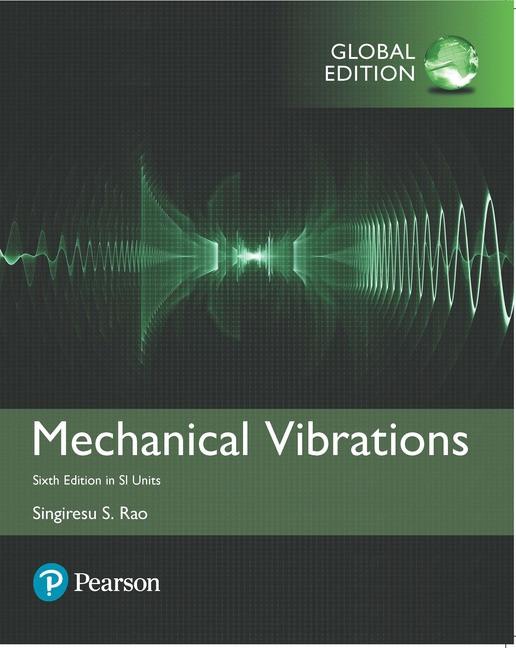 GLOBAL
EDITION
Mechanical Vibrations
Sixth Edition in SI Units
Singiresu S. Rao
P Pearson